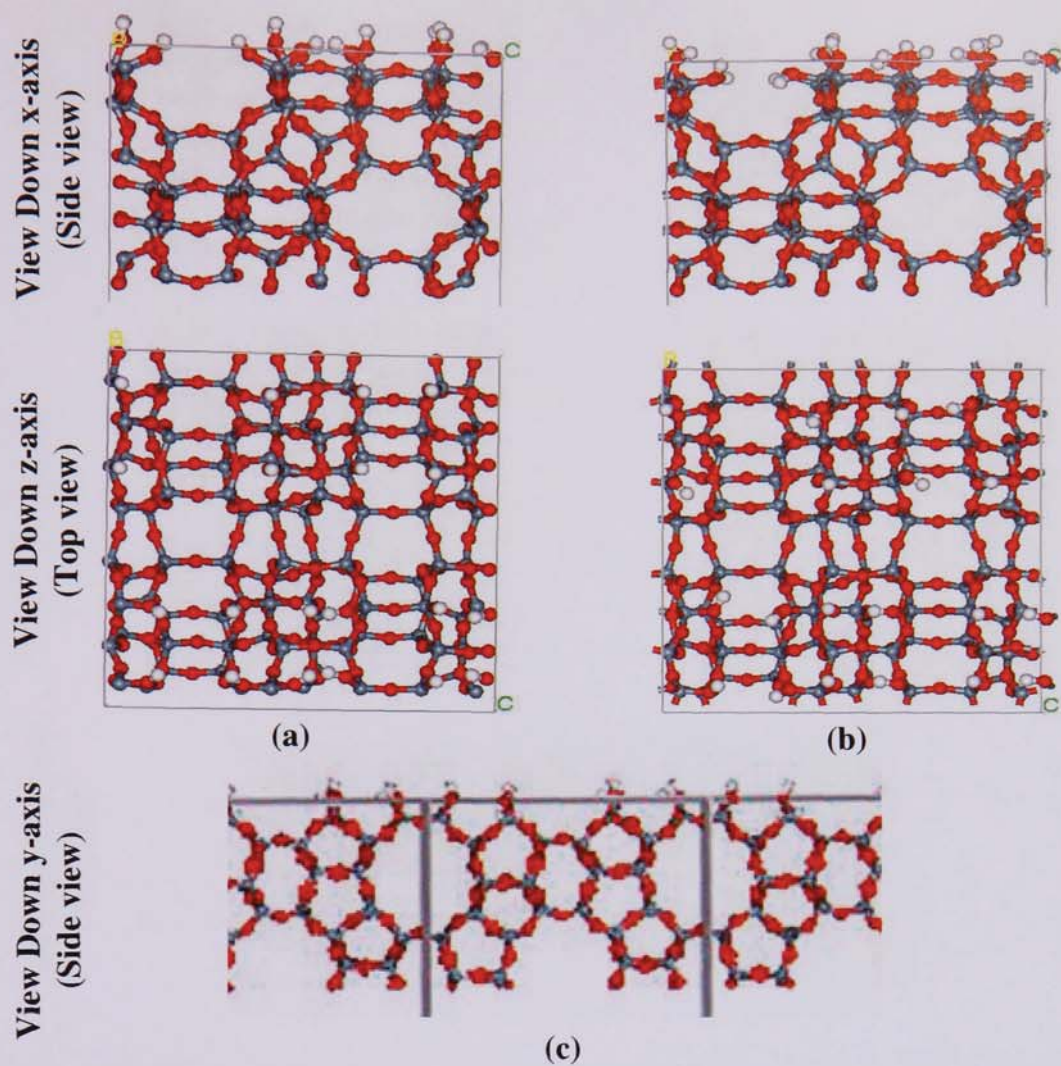 View Down x-axis
(Side view)
C
C
View Down z-axis
(Top view)
B
C
C
(a)
(b)
View Down y-axis
(Side view)
(c)